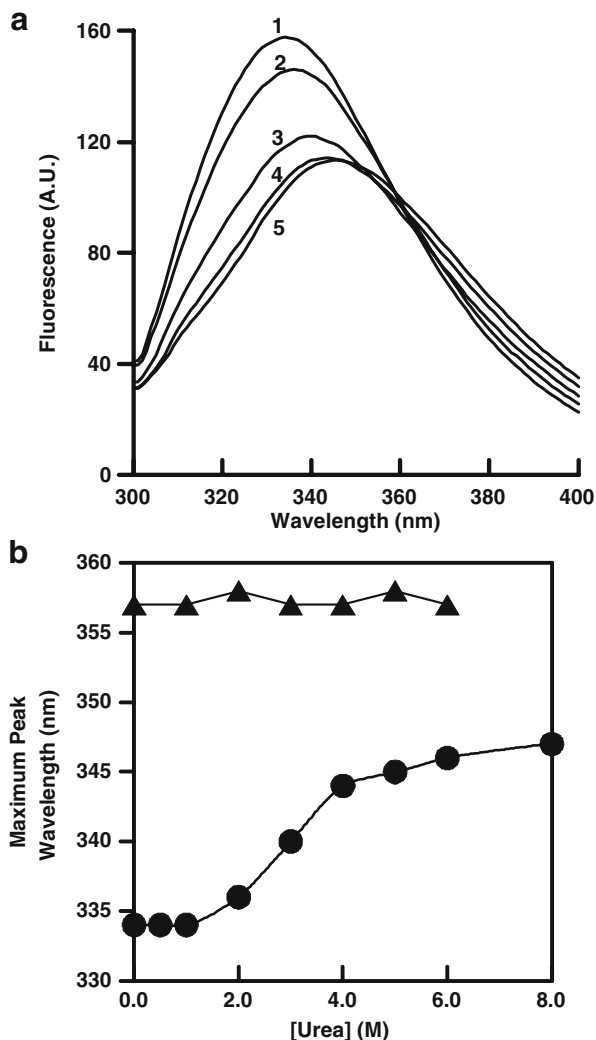 a
160
120
80
40
0
Fluorescence (A.U.)
1
2
3
4
5
300 320 340 360 380 400
Wavelength (nm)
b
360
355
350
345
340
335
330
Maximum Peak
Wavelength (nm)
0.0 2.0 4.0 6.0 8.0
[Urea] (M)